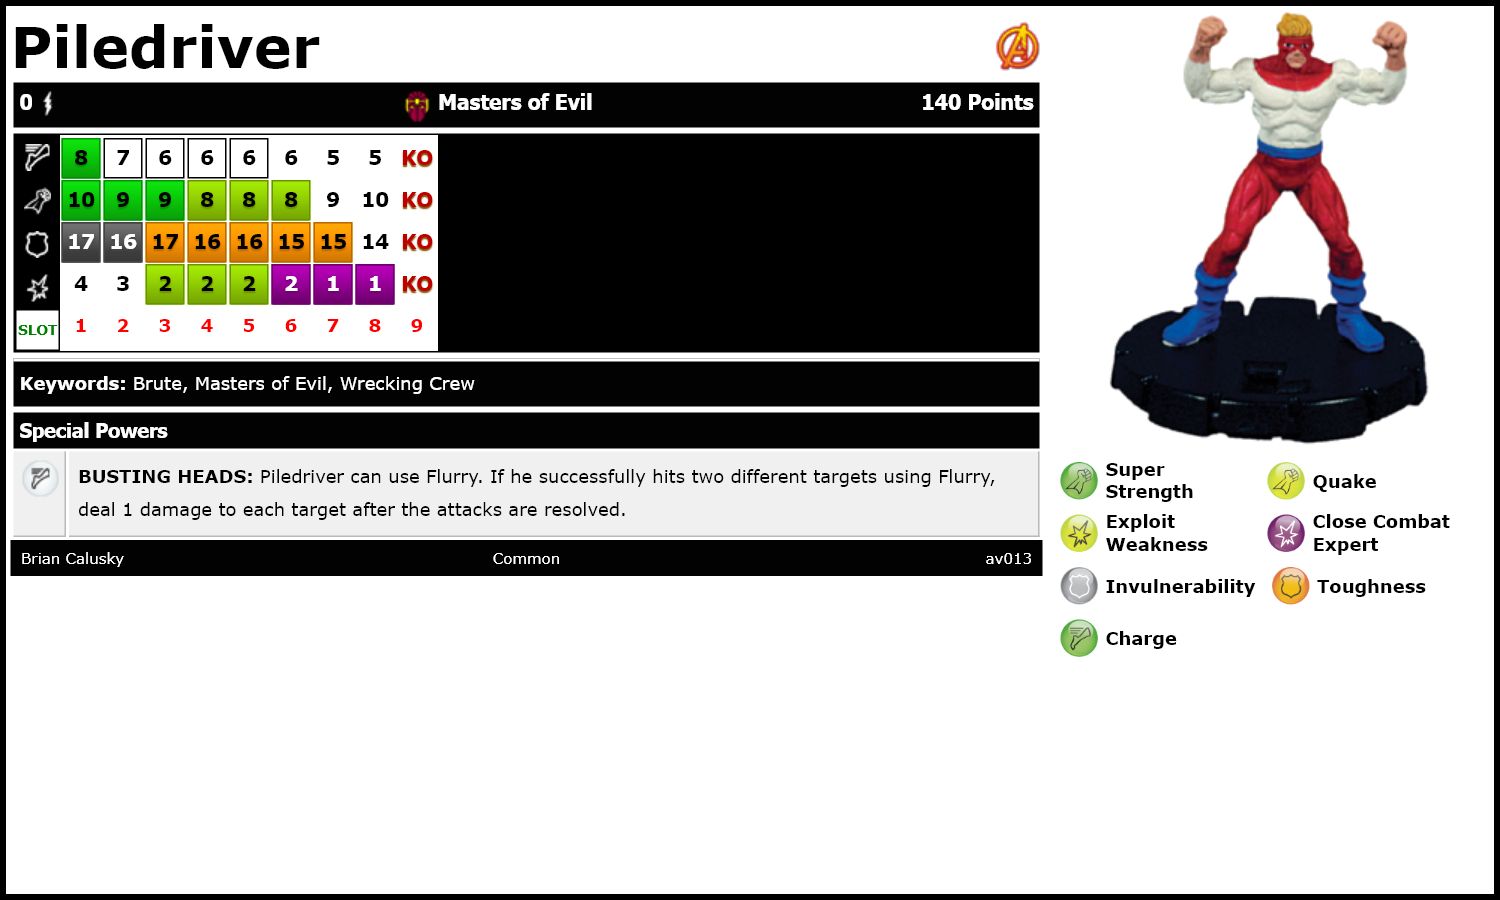 Piledriver
0 Masters of Evil 140 Points
8 7 6 6 6 6 5 5 KO
10 9 9 8 8 8 9 10 KO
17 16 17 16 16 15 15 14 KO
4 3 2 2 2 2 1 1 KO
SLOT 1 2 3 4 5 6 7 8 9
Keywords: Brute, Masters of Evil, Wrecking Crew
Special Powers
BUSTING HEADS: Piledriver can use Flurry. If he successfully hits two different targets using Flurry,
deal 1 damage to each target after the attacks are resolved.
Brian Calusky Common av013
Super
Strength
Quake
Exploit
Weakness
Close Combat
Expert
Invulnerability
Toughness
Charge